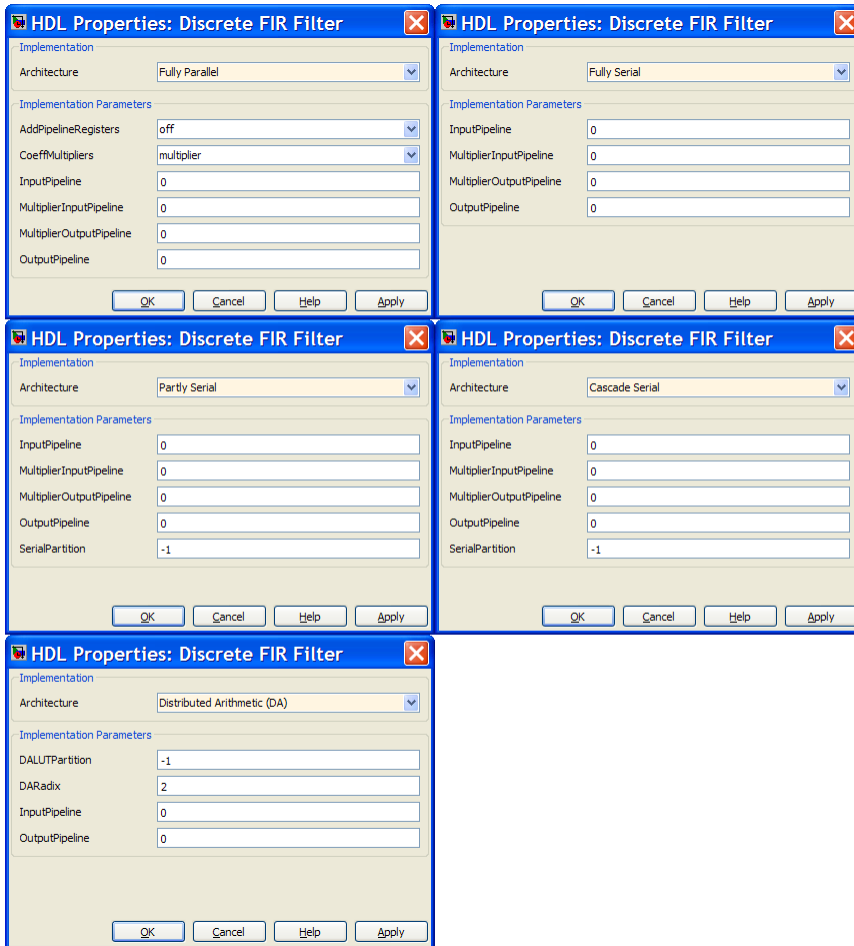 HDL Properties: Discrete FIR Filter
Implementation
Architecture Fully Parallel
Implementation Parameters
AddPipelineRegisters off
CoeffMultipliers multiplier
InputPipeline 0
MultiplierInputPipeline 0
MultiplierOutputPipeline 0
OutputPipeline 0
OK Cancel Help Apply
HDL Properties: Discrete FIR Filter
Implementation
Architecture Fully Serial
Implementation Parameters
InputPipeline 0
MultiplierInputPipeline 0
MultiplierOutputPipeline 0
OutputPipeline 0
OK Cancel Help Apply
HDL Properties: Discrete FIR Filter
Implementation
Architecture Partly Serial
Implementation Parameters
InputPipeline 0
MultiplierInputPipeline 0
MultiplierOutputPipeline 0
OutputPipeline 0
SerialPartition -1
OK Cancel Help Apply
HDL Properties: Discrete FIR Filter
Implementation
Architecture Cascade Serial
Implementation Parameters
InputPipeline 0
MultiplierInputPipeline 0
MultiplierOutputPipeline 0
OutputPipeline 0
SerialPartition -1
OK Cancel Help Apply
HDL Properties: Discrete FIR Filter
Implementation
Architecture Distributed Arithmetic (DA)
Implementation Parameters
DALUTPartition -1
DARadix 2
InputPipeline 0
OutputPipeline 0
OK Cancel Help Apply